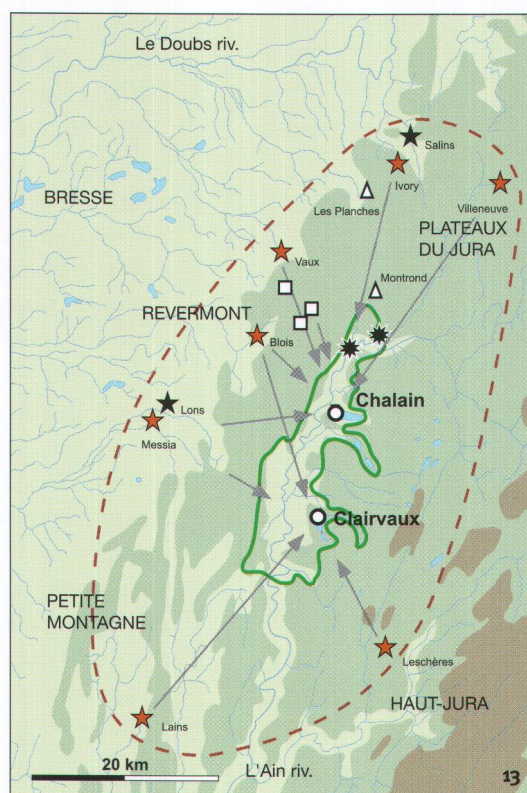 Le Doubs riv.
Salins
Ivory
BRESSE
Les Planches
Villeneuve
PLATEAUX
DU JURA
Vaux
Montrond
REVERMONT
Blois
Chalain
Lons
Messia
Clairvaux
PETITE
MONTAGNE
Leschères
HAUT-JURA
Lains
20 km
L'Ain riv.
13